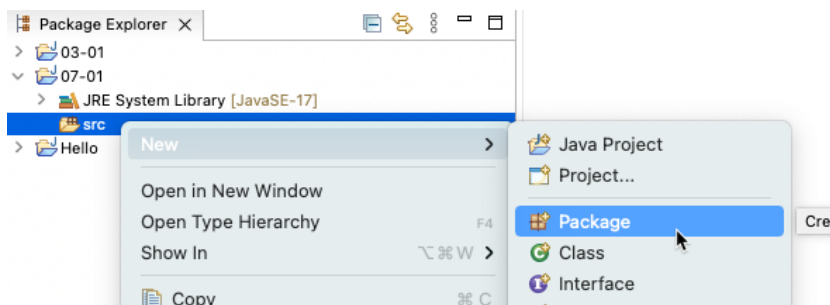 Package Explorer
03-01
07-01
JRE System Library [JavaSE-17]
src
Hello
New
Open in New Window
Open Type Hierarchy F4
Show In ⌥⌘W
Copy ⌘C
Java Project
Project...
Package
Cre
Class
Interface